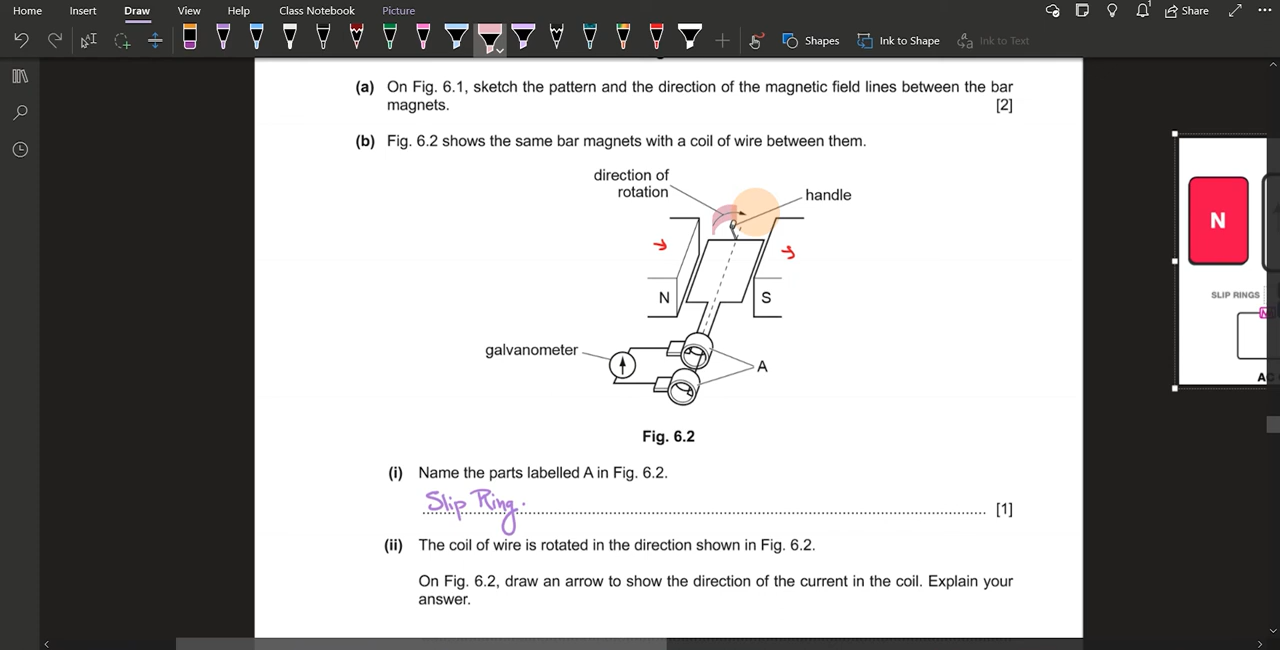 Home Insert Draw View Help Class Notebook Picture
Share
Shapes Ink to Shape Ink to Text
(a) On Fig. 6.1, sketch the pattern and the direction of the magnetic field lines between the bar
magnets. [2]
(b) Fig. 6.2 shows the same bar magnets with a coil of wire between them.
direction of
rotation
handle
N
S
galvanometer
A
Fig. 6.2
(i) Name the parts labelled A in Fig. 6.2.
Slip Ring.
[1]
(ii) The coil of wire is rotated in the direction shown in Fig. 6.2.
On Fig. 6.2, draw an arrow to show the direction of the current in the coil. Explain your
answer.
N
SLIP RINGS
N